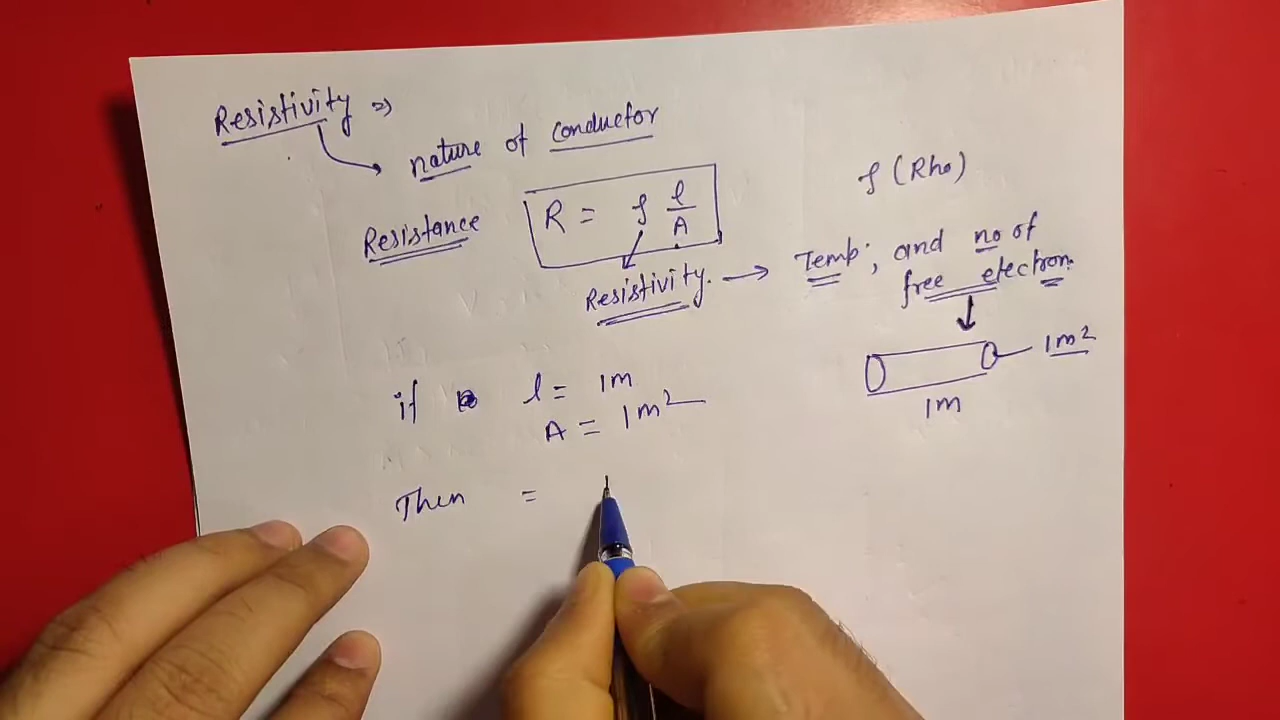 Resistivity ⇒
nature of conductor
Resistance R = ρ l/A
ρ (Rho)
Resistivity. → Temp; and no of
free electron.
1m²
1m
if l = 1m
A = 1m²
Then =